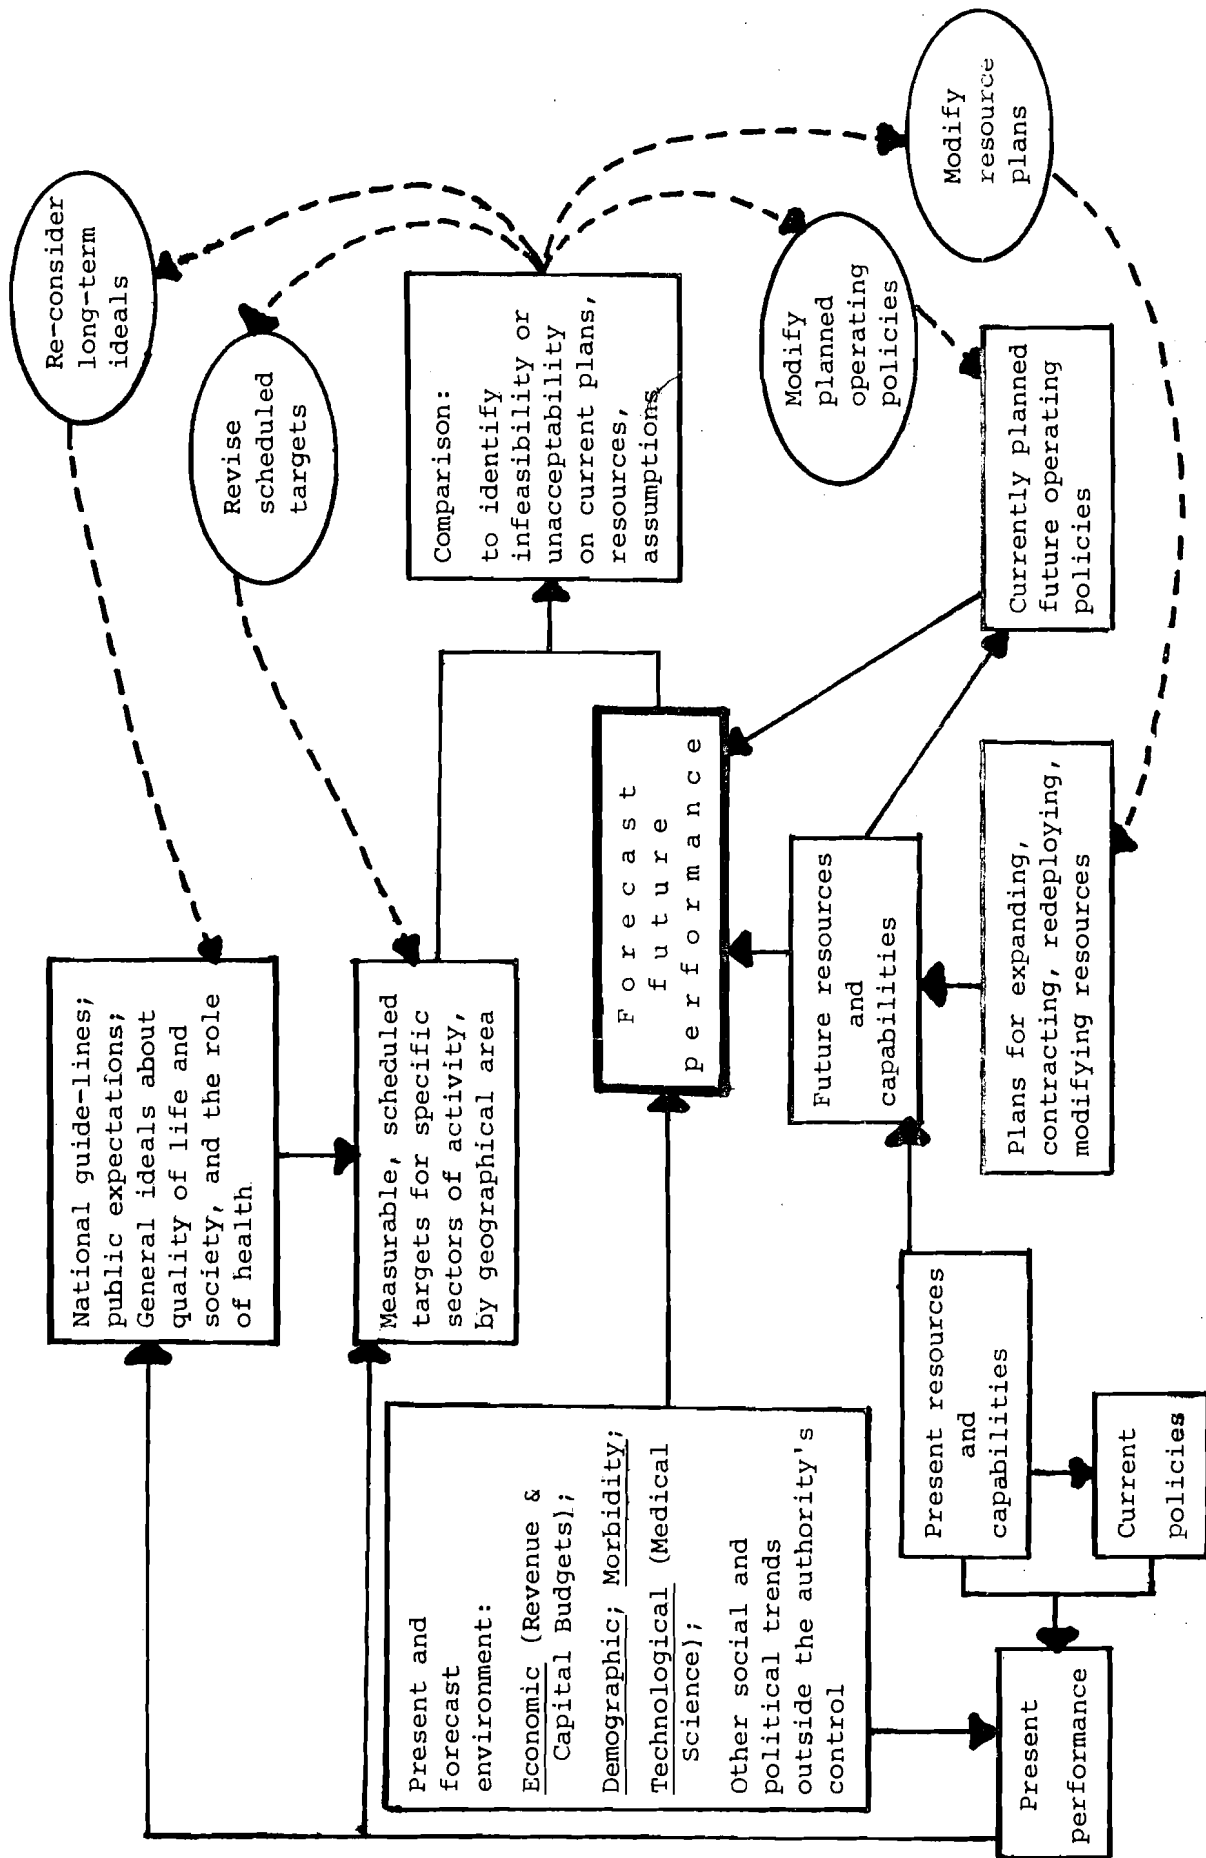 National guide-lines;
public expectations;
General ideals about
quality of life and
society, and the role
of health
Re-consider
long-term
ideals
Revise
scheduled
targets
Measurable, scheduled
targets for specific
sectors of activity,
by geographical area
Comparison:
to identify
infeasibility or
unacceptability
on current plans,
resources,
assumptions
Present and
forecast
environment:
Economic (Revenue &
Capital Budgets);
Demographic; Morbidity;
Technological (Medical
Science);
Other social and
political trends
outside the authority's
control
Forecast
future
performance
Modify
planned
operating
policies
Modify
resource
plans
Future resources
and
capabilities
Present resources
and
capabilities
Plans for expanding,
contracting, redeploying,
modifying resources
Currently planned
future operating
policies
Present
performance
Current
policies